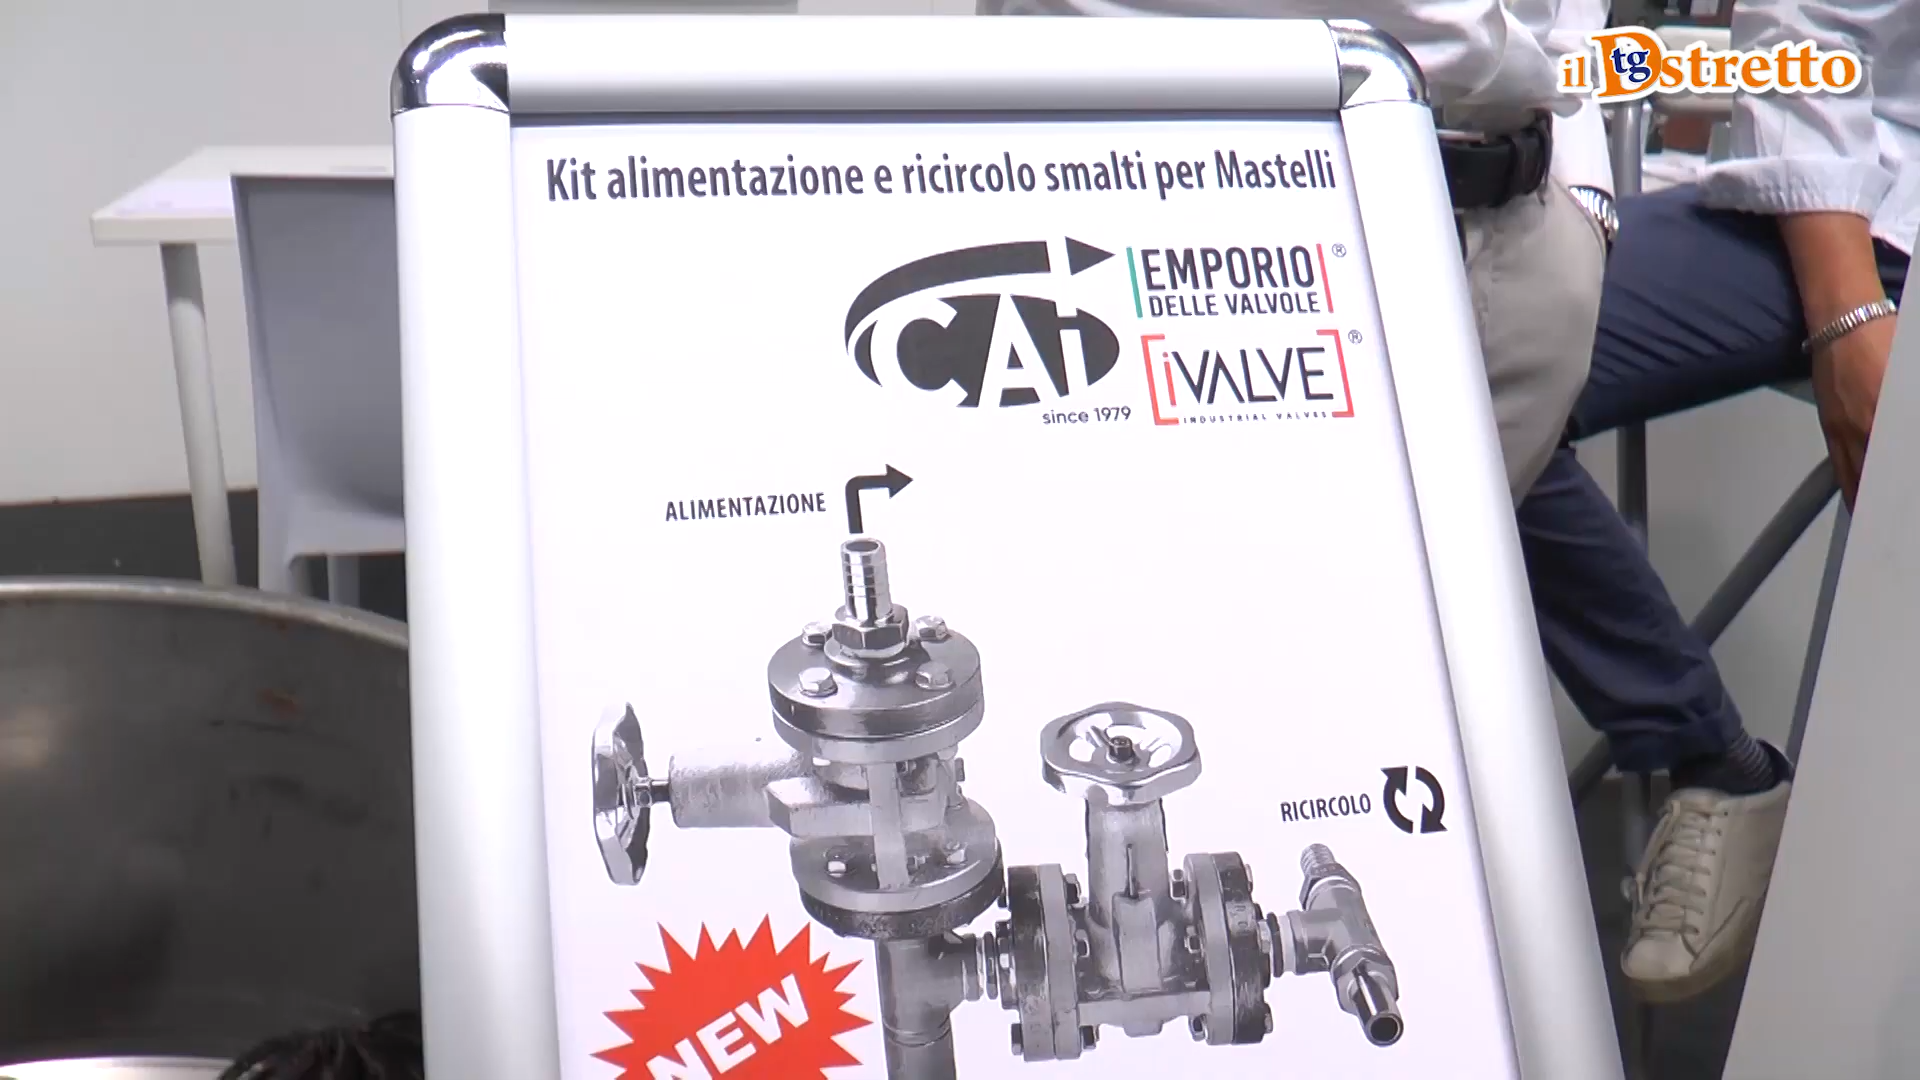 il Dstretto
tg
Kit alimentazione e ricircolo smalti per Mastelli
CAi
since 1979
EMPORIO ®
DELLE VALVOLE
iVALVE ®
INDUSTRIAL VALVES
ALIMENTAZIONE
RICIRCOLO
NEW